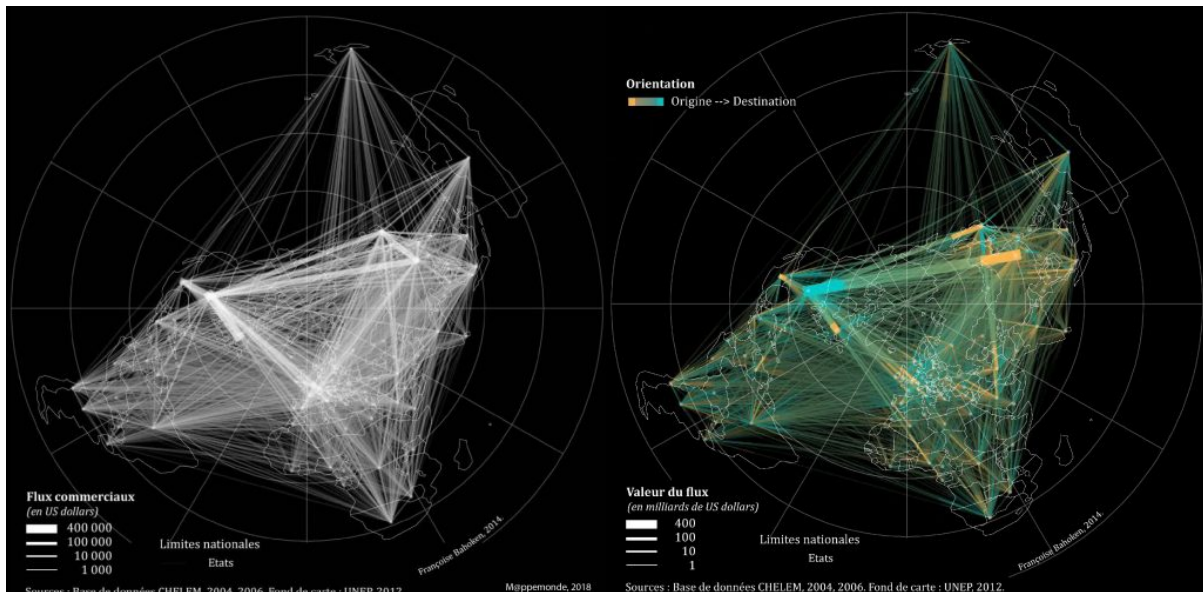 Flux commerciaux
(en US dollars)
400 000
100 000
10 000
1 000
Limites nationales
Etats
Françoise Bahoken, 2014.
Sources : Base de données CHELEM, 2004, 2006. Fond de carte : UNEP, 2012.
M@ppemonde, 2018
Orientation
Origine --> Destination
Valeur du flux
(en milliards de US dollars)
400
100
10
1
Limites nationales
Etats
Françoise Bahoken, 2014.
Sources : Base de données CHELEM, 2004, 2006. Fond de carte : UNEP, 2012.